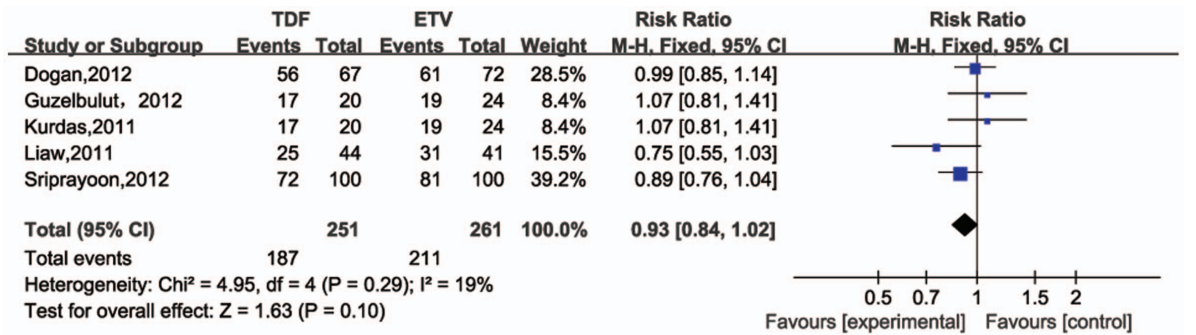 TDF ETV Risk Ratio Risk Ratio
Study or Subgroup Events Total Events Total Weight M-H, Fixed, 95% CI M-H, Fixed, 95% CI
Dogan,2012 56 67 61 72 28.5% 0.99 [0.85, 1.14]
Guzelbulut，2012 17 20 19 24 8.4% 1.07 [0.81, 1.41]
Kurdas,2011 17 20 19 24 8.4% 1.07 [0.81, 1.41]
Liaw,2011 25 44 31 41 15.5% 0.75 [0.55, 1.03]
Sriprayoon,2012 72 100 81 100 39.2% 0.89 [0.76, 1.04]
Total (95% CI) 251 261 100.0% 0.93 [0.84, 1.02]
Total events 187 211
Heterogeneity: Chi² = 4.95, df = 4 (P = 0.29); I² = 19%
Test for overall effect: Z = 1.63 (P = 0.10)
0.5 0.7 1 1.5 2
Favours [experimental] Favours [control]